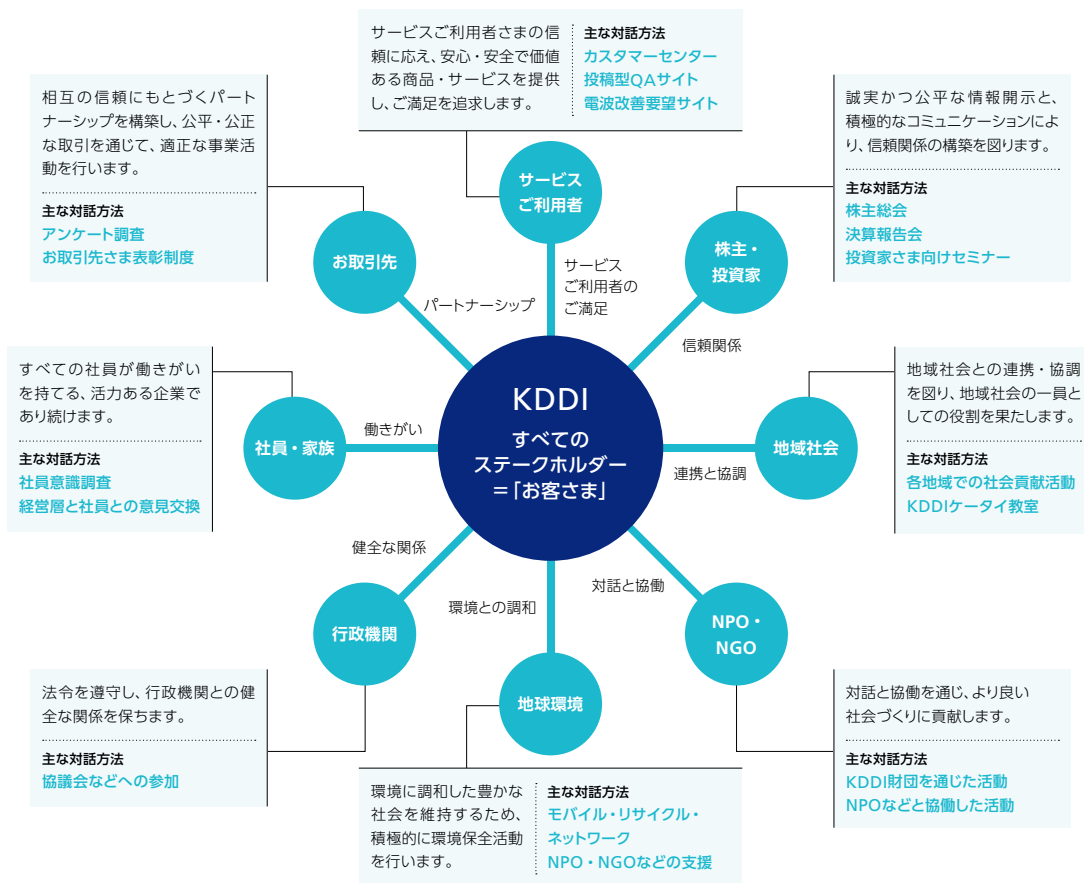 サービスご利用者さまの信
頼に応え、安心・安全で価値
ある商品・サービスを提供
し、ご満足を追求します。
主な対話方法
カスタマーセンター
投稿型QAサイト
電波改善要望サイト
相互の信頼にもとづくパート
ナーシップを構築し、公平・公正
な取引を通じて、適正な事業活
動を行います。
主な対話方法
アンケート調査
お取引先さま表彰制度
誠実かつ公平な情報開示と、
積極的なコミュニケーションによ
り、信頼関係の構築を図ります。
主な対話方法
株主総会
決算報告会
投資家さま向けセミナー
サービス
ご利用者
お取引先
株主・
投資家
サービス
ご利用者の
ご満足
パートナーシップ
信頼関係
すべての社員が働きがい
を持てる、活力ある企業で
あり続けます。
主な対話方法
社員意識調査
経営層と社員との意見交換
社員・家族
働きがい
KDDI
すべての
ステークホルダー
=「お客さま」
連携と協調
地域社会
地域社会との連携・協調
を図り、地域社会の一員と
しての役割を果たします。
主な対話方法
各地域での社会貢献活動
KDDIケータイ教室
健全な関係
環境との調和
対話と協働
行政機関
地球環境
NPO・
NGO
法令を遵守し、行政機関との健
全な関係を保ちます。
主な対話方法
協議会などへの参加
環境に調和した豊かな
社会を維持するため、
積極的に環境保全活動
を行います。
主な対話方法
モバイル・リサイクル・
ネットワーク
NPO・NGOなどの支援
対話と協働を通じ、より良い
社会づくりに貢献します。
主な対話方法
KDDI財団を通じた活動
NPOなどと協働した活動